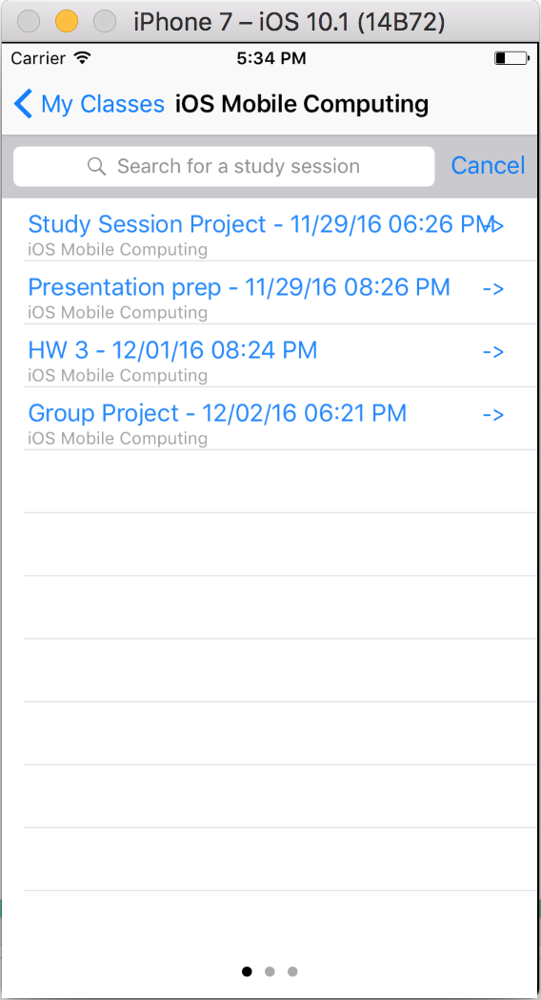 iPhone 7 – iOS 10.1 (14B72)
Carrier 5:34 PM
My Classes iOS Mobile Computing
Search for a study session Cancel
Study Session Project - 11/29/16 06:26 PM ->
iOS Mobile Computing
Presentation prep - 11/29/16 08:26 PM ->
iOS Mobile Computing
HW 3 - 12/01/16 08:24 PM ->
iOS Mobile Computing
Group Project - 12/02/16 06:21 PM ->
iOS Mobile Computing